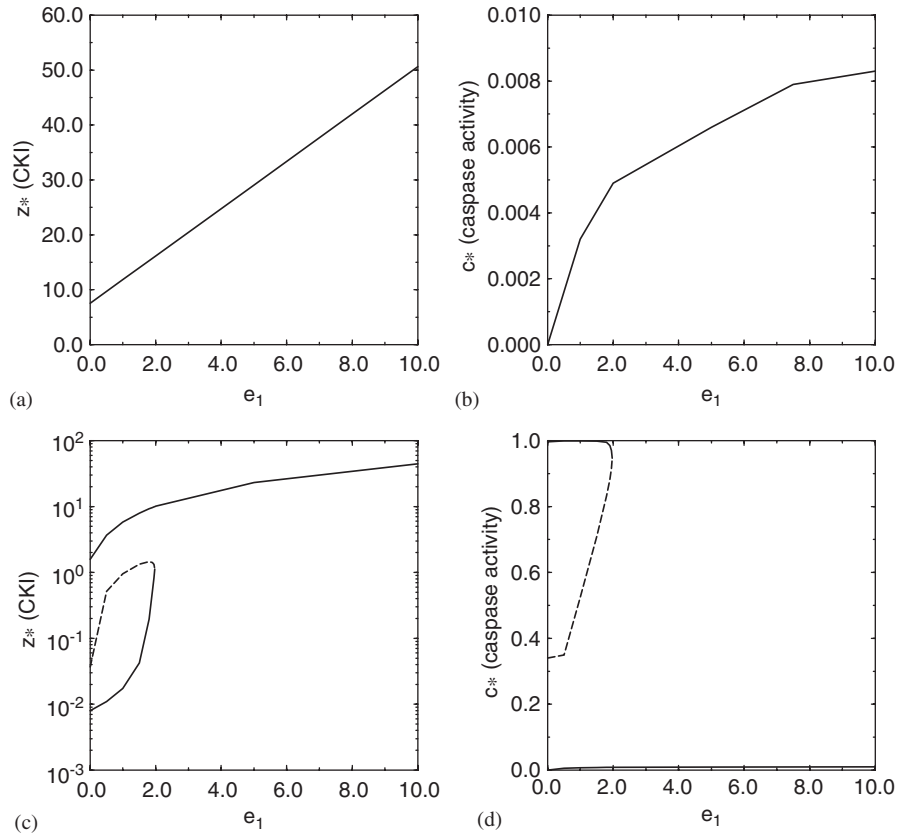 60.0
50.0
40.0
30.0
20.0
10.0
0.0
z* (CKI)
0.0 2.0 4.0 6.0 8.0 10.0
e1
(a)
0.010
0.008
0.006
0.004
0.002
0.000
c* (caspase activity)
0.0 2.0 4.0 6.0 8.0 10.0
e1
(b)
10^2
10^1
10^0
10^-1
10^-2
10^-3
z* (CKI)
0.0 2.0 4.0 6.0 8.0 10.0
e1
(c)
1.0
0.8
0.6
0.4
0.2
0.0
c* (caspase activity)
0.0 2.0 4.0 6.0 8.0 10.0
e1
(d)